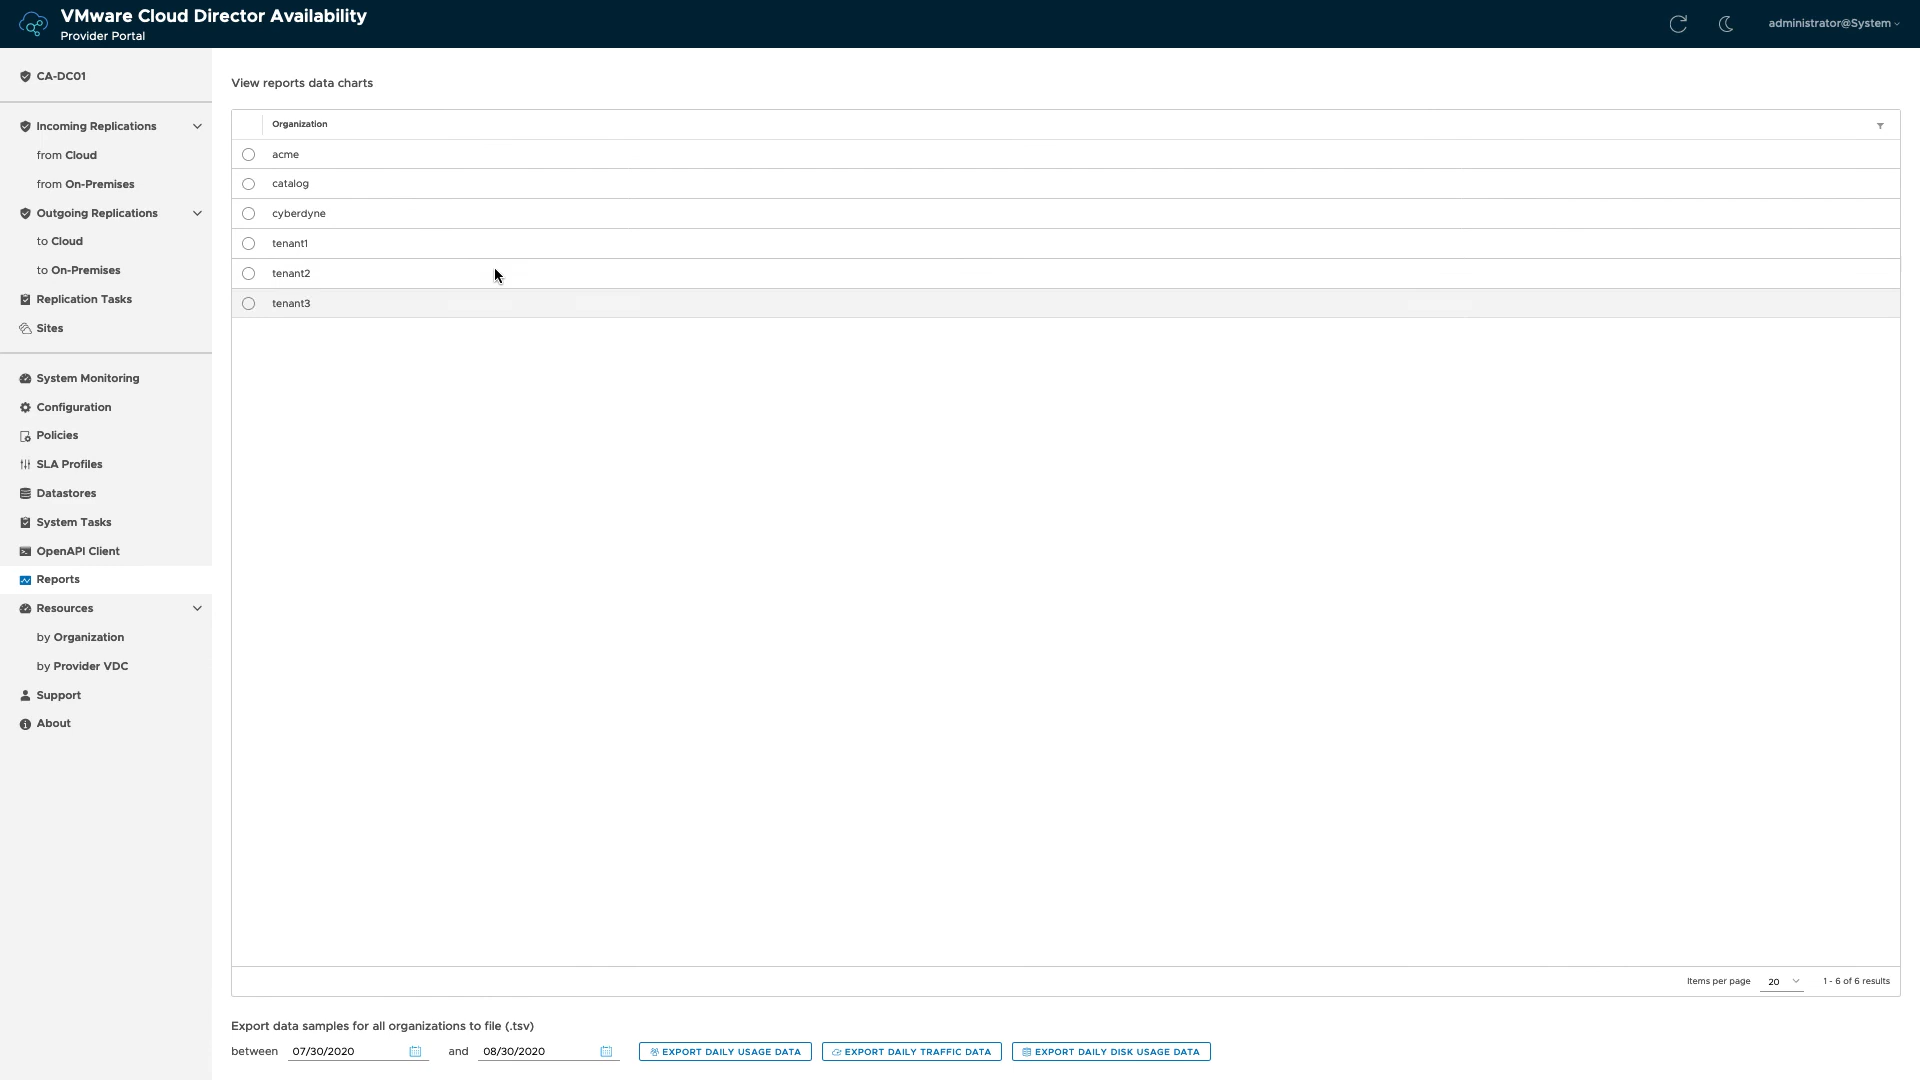 VMware Cloud Director Availability
Provider Portal
administrator@System
CA-DC01
Incoming Replications
from Cloud
from On-Premises
Outgoing Replications
to Cloud
to On-Premises
Replication Tasks
Sites
System Monitoring
Configuration
Policies
SLA Profiles
Datastores
System Tasks
OpenAPI Client
Reports
Resources
by Organization
by Provider VDC
Support
About
View reports data charts
Organization
acme
catalog
cyberdyne
tenant1
tenant2
tenant3
Items per page 20 1 - 6 of 6 results
Export data samples for all organizations to file (.tsv)
between 07/30/2020 and 08/30/2020 EXPORT DAILY USAGE DATA EXPORT DAILY TRAFFIC DATA EXPORT DAILY DISK USAGE DATA